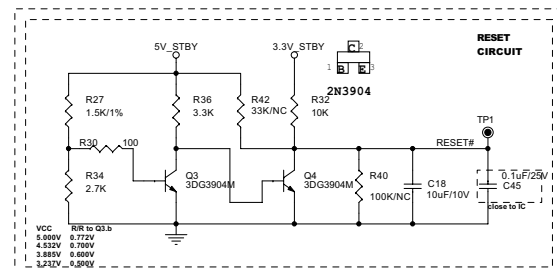 RESET
CIRCUIT
5V_STBY
3.3V_STBY
C 2
1 B E 3
2N3904
R27
1.5K/1%
R36
3.3K
R42
33K/NC
R32
10K
TP1
RESET#
R30 100
Q3
3DG3904M
Q4
3DG3904M
R34
2.7K
R40
100K/NC
C18
10uF/10V
0.1uF/25V
C45
close to IC
VCC R/R to Q3.b
5.000V 0.772V
4.532V 0.700V
3.885V 0.600V
3.237V 0.500V